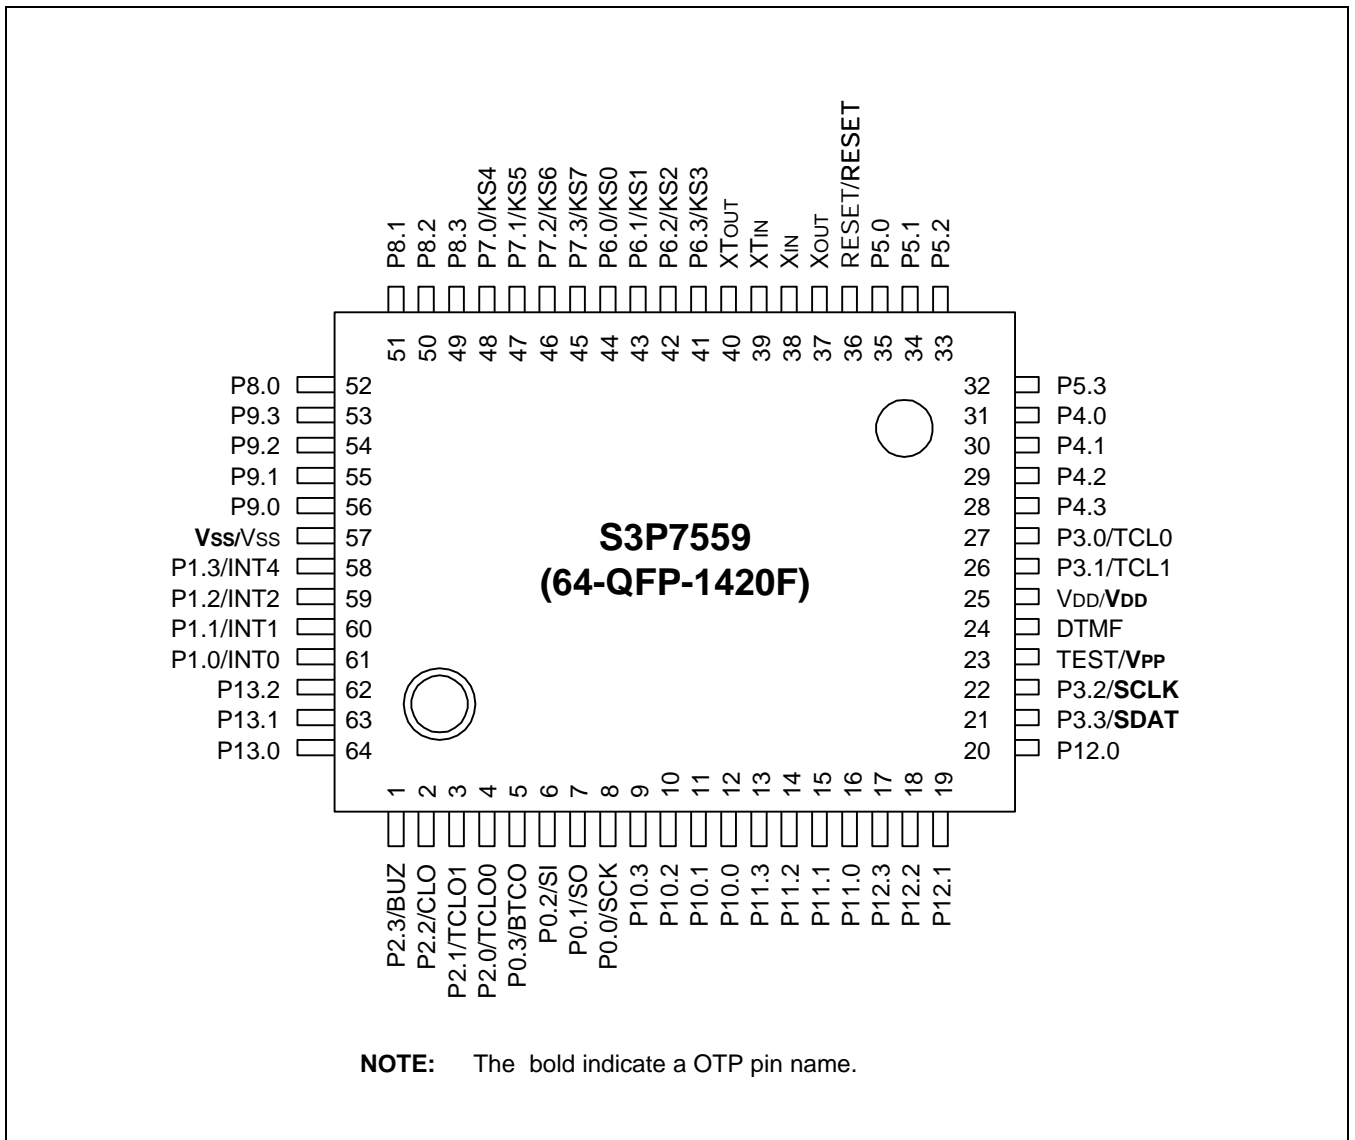 P8.1
P8.2
P8.3
P7.0/KS4
P7.1/KS5
P7.2/KS6
P7.3/KS7
P6.0/KS0
P6.1/KS1
P6.2/KS2
P6.3/KS3
XTOUT
XTIN
XIN
XOUT
RESET/RESET
P5.0
P5.1
P5.2
51
50
49
48
47
46
45
44
43
42
41
40
39
38
37
36
35
34
33
P8.0 52
P9.3 53
P9.2 54
P9.1 55
P9.0 56
VSS/VSS 57
P1.3/INT4 58
P1.2/INT2 59
P1.1/INT1 60
P1.0/INT0 61
P13.2 62
P13.1 63
P13.0 64
S3P7559
(64-QFP-1420F)
32 P5.3
31 P4.0
30 P4.1
29 P4.2
28 P4.3
27 P3.0/TCL0
26 P3.1/TCL1
25 VDD/VDD
24 DTMF
23 TEST/VPP
22 P3.2/SCLK
21 P3.3/SDAT
20 P12.0
1
2
3
4
5
6
7
8
9
10
11
12
13
14
15
16
17
18
19
P2.3/BUZ
P2.2/CLO
P2.1/TCLO1
P2.0/TCLO0
P0.3/BTCO
P0.2/SI
P0.1/SO
P0.0/SCK
P10.3
P10.2
P10.1
P10.0
P11.3
P11.2
P11.1
P11.0
P12.3
P12.2
P12.1
NOTE: The bold indicate a OTP pin name.